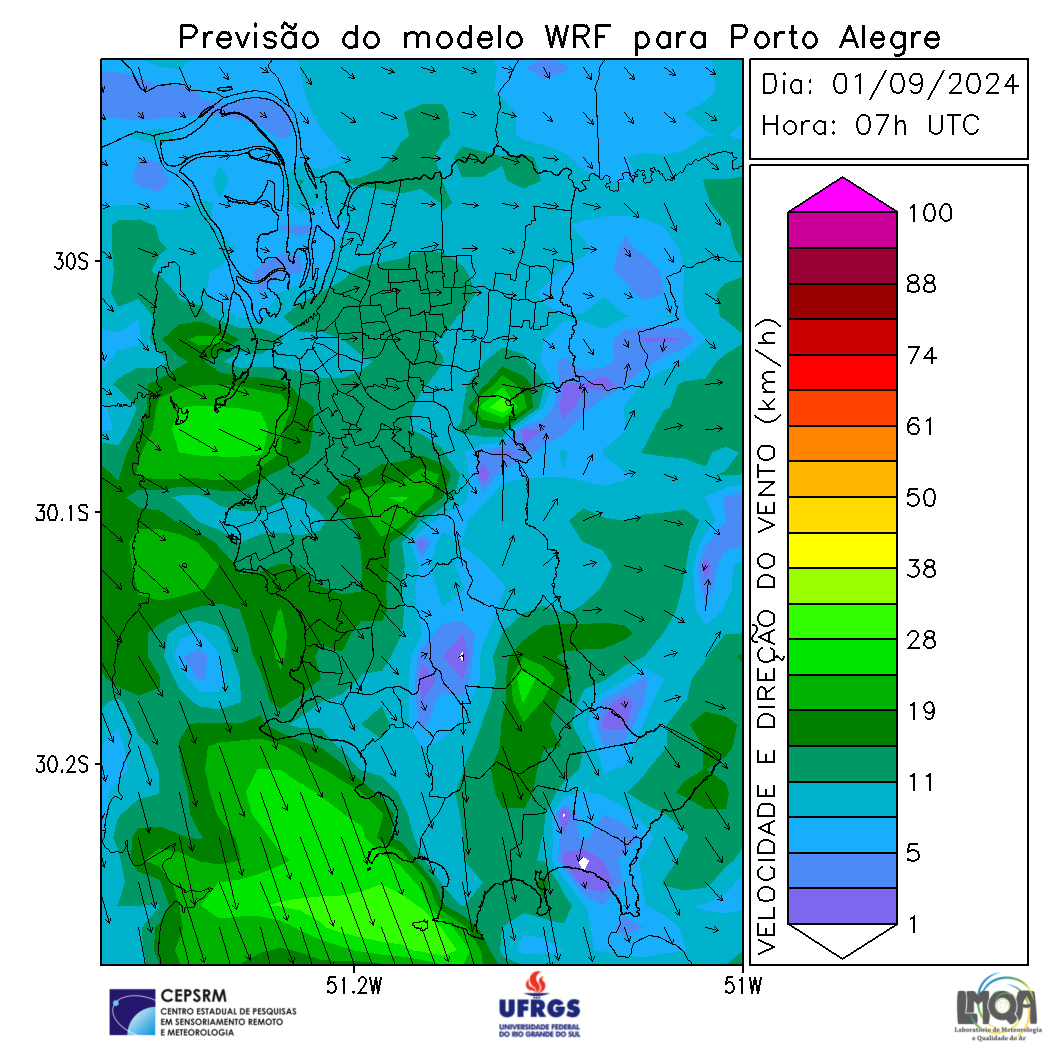 Previsão do modelo WRF para Porto Alegre
Dia: 01/09/2024
Hora: 07h UTC
30S
30.1S
30.2S
51.2W
51W
VELOCIDADE E DIREÇÃO DO VENTO (km/h)
100
88
74
61
50
38
28
19
11
5
1
CEPSRM
CENTRO ESTADUAL DE PESQUISAS
EM SENSORIAMENTO REMOTO
E METEOROLOGIA
UFRGS
UNIVERSIDADE FEDERAL
DO RIO GRANDE DO SUL
LMQA
Laboratório de Meteorologia
e Qualidade do Ar